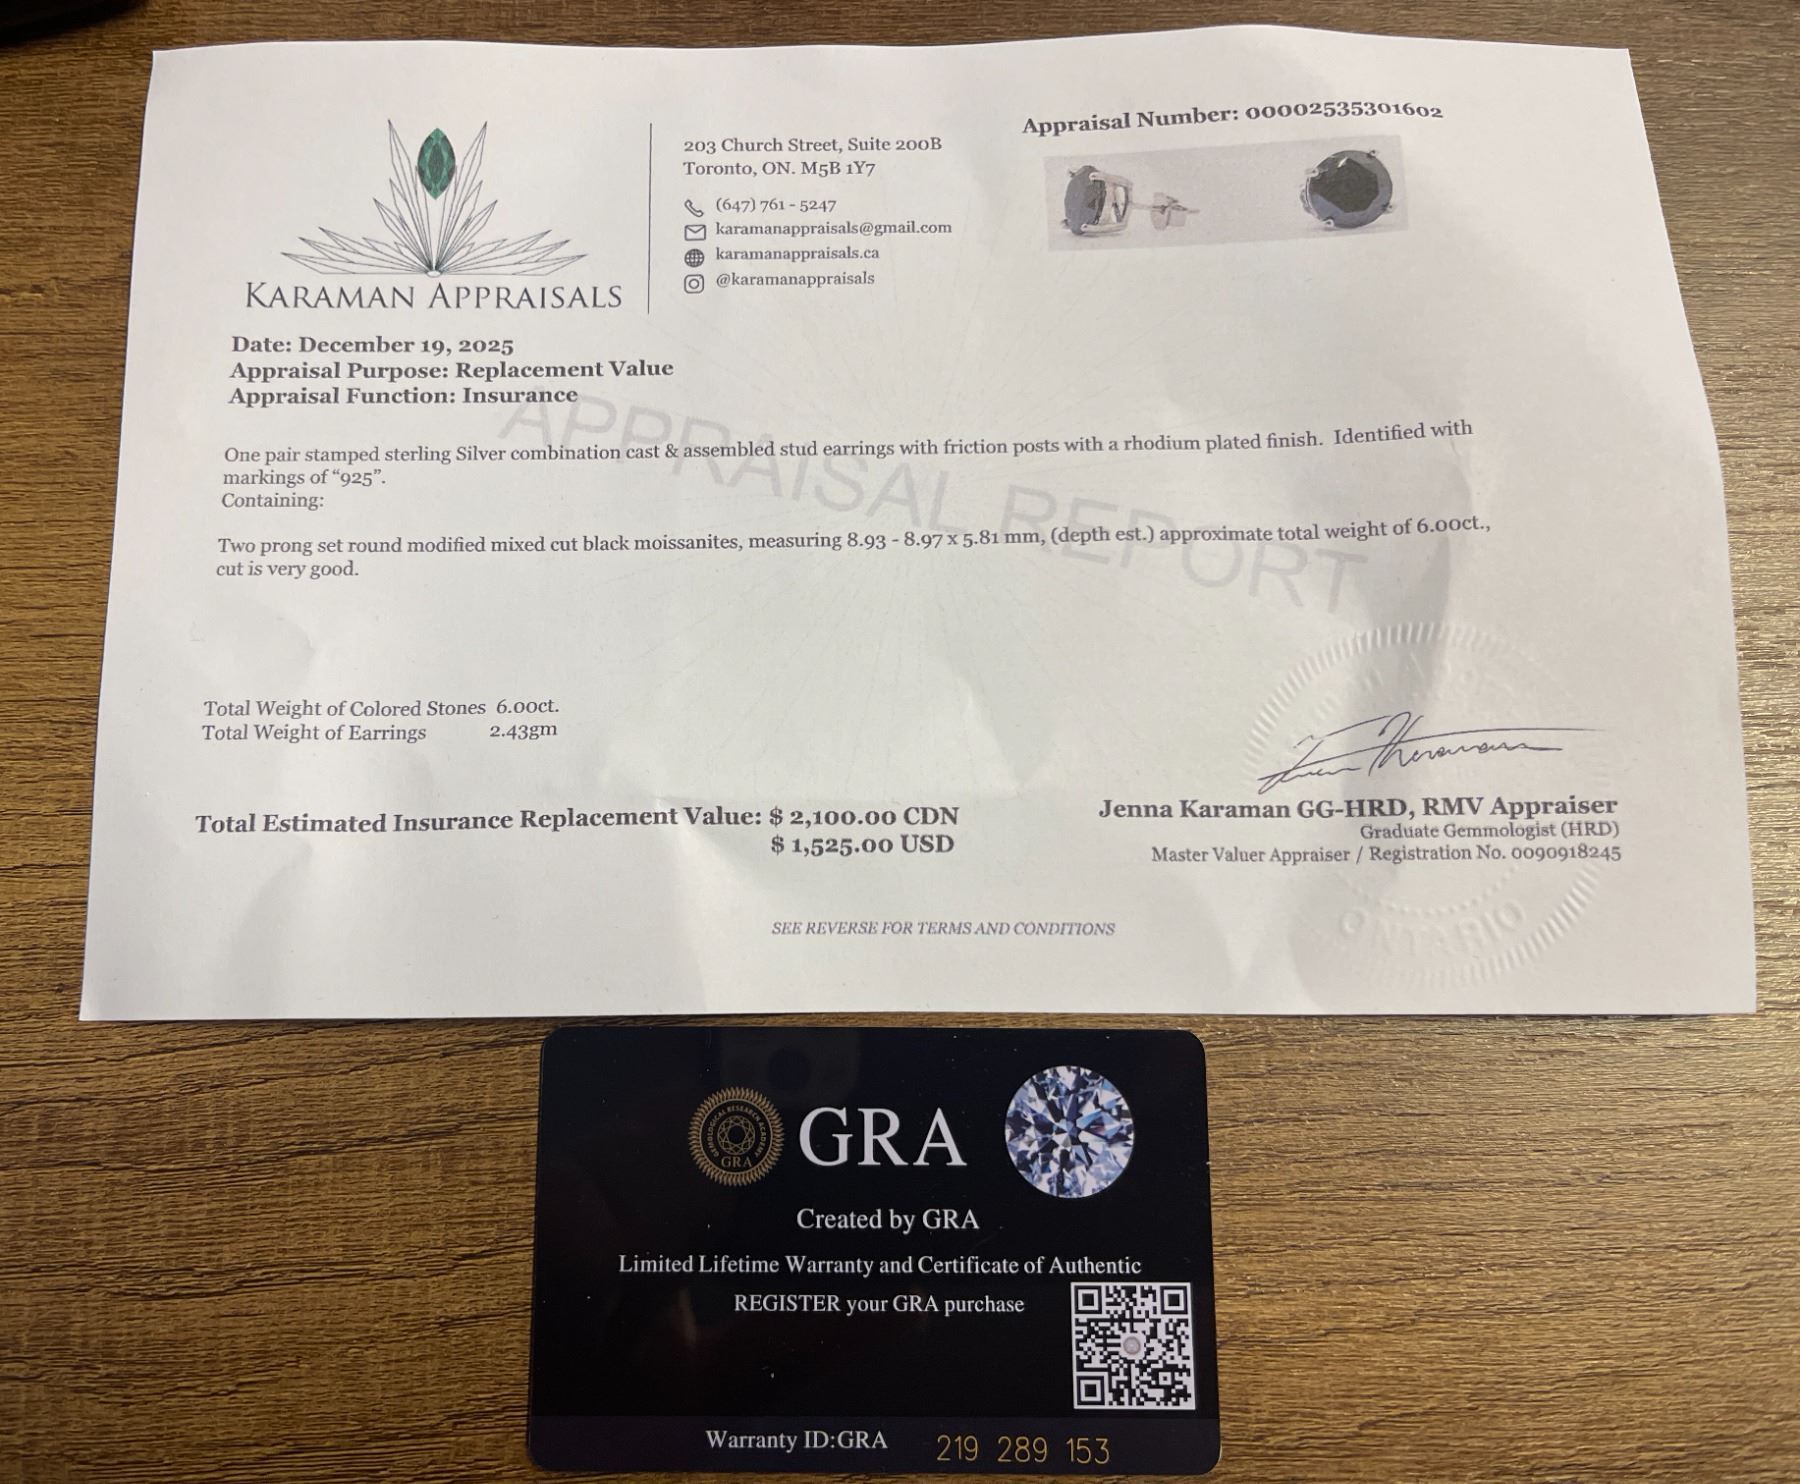 Appraisal Number: 00002535301602
203 Church Street, Suite 200B
Toronto, ON. M5B 1Y7
(647) 761 - 5247
karamanappraisals@gmail.com
karamanappraisals.ca
@karamanappraisals
KARAMAN APPRAISALS
Date: December 19, 2025
Appraisal Purpose: Replacement Value
Appraisal Function: Insurance
APPRAISAL REPORT
One pair stamped sterling Silver combination cast & assembled stud earrings with friction posts with a rhodium plated finish. Identified with
markings of “925”.
Containing:
Two prong set round modified mixed cut black moissanites, measuring 8.93 - 8.97 x 5.81 mm, (depth est.) approximate total weight of 6.00ct.,
cut is very good.
Total Weight of Colored Stones 6.00ct.
Total Weight of Earrings 2.43gm
Total Estimated Insurance Replacement Value: $ 2,100.00 CDN
$ 1,525.00 USD
Jenna Karaman GG-HRD, RMV Appraiser
Graduate Gemmologist (HRD)
Master Valuer Appraiser / Registration No. 0090918245
ONTARIO
SEE REVERSE FOR TERMS AND CONDITIONS
GEMOLOGICAL RESEARCH ACADEMY
GRA
GRA
Created by GRA
Limited Lifetime Warranty and Certificate of Authentic
REGISTER your GRA purchase
Warranty ID:GRA 219 289 153